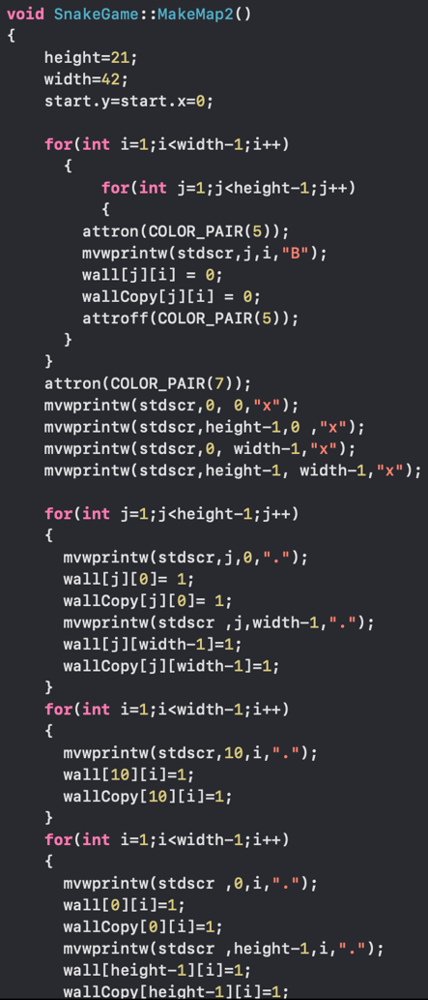 void SnakeGame::MakeMap2()
{
    height=21;
    width=42;
    start.y=start.x=0;

    for(int i=1;i<width-1;i++)
      {
          for(int j=1;j<height-1;j++)
          {
        attron(COLOR_PAIR(5));
        mvwprintw(stdscr,j,i,"B");
        wall[j][i] = 0;
        wallCopy[j][i] = 0;
        attroff(COLOR_PAIR(5));
      }
    }
    attron(COLOR_PAIR(7));
    mvwprintw(stdscr,0, 0,"x");
    mvwprintw(stdscr,height-1,0 ,"x");
    mvwprintw(stdscr,0, width-1,"x");
    mvwprintw(stdscr,height-1, width-1,"x");

    for(int j=1;j<height-1;j++)
    {
      mvwprintw(stdscr,j,0,".");
      wall[j][0]= 1;
      wallCopy[j][0]= 1;
      mvwprintw(stdscr ,j,width-1,".");
      wall[j][width-1]=1;
      wallCopy[j][width-1]=1;
    }
    for(int i=1;i<width-1;i++)
    {
      mvwprintw(stdscr,10,i,".");
      wall[10][i]=1;
      wallCopy[10][i]=1;
    }
    for(int i=1;i<width-1;i++)
    {
      mvwprintw(stdscr ,0,i,".");
      wall[0][i]=1;
      wallCopy[0][i]=1;
      mvwprintw(stdscr ,height-1,i,".");
      wall[height-1][i]=1;
      wallCopy[height-1][i]=1;